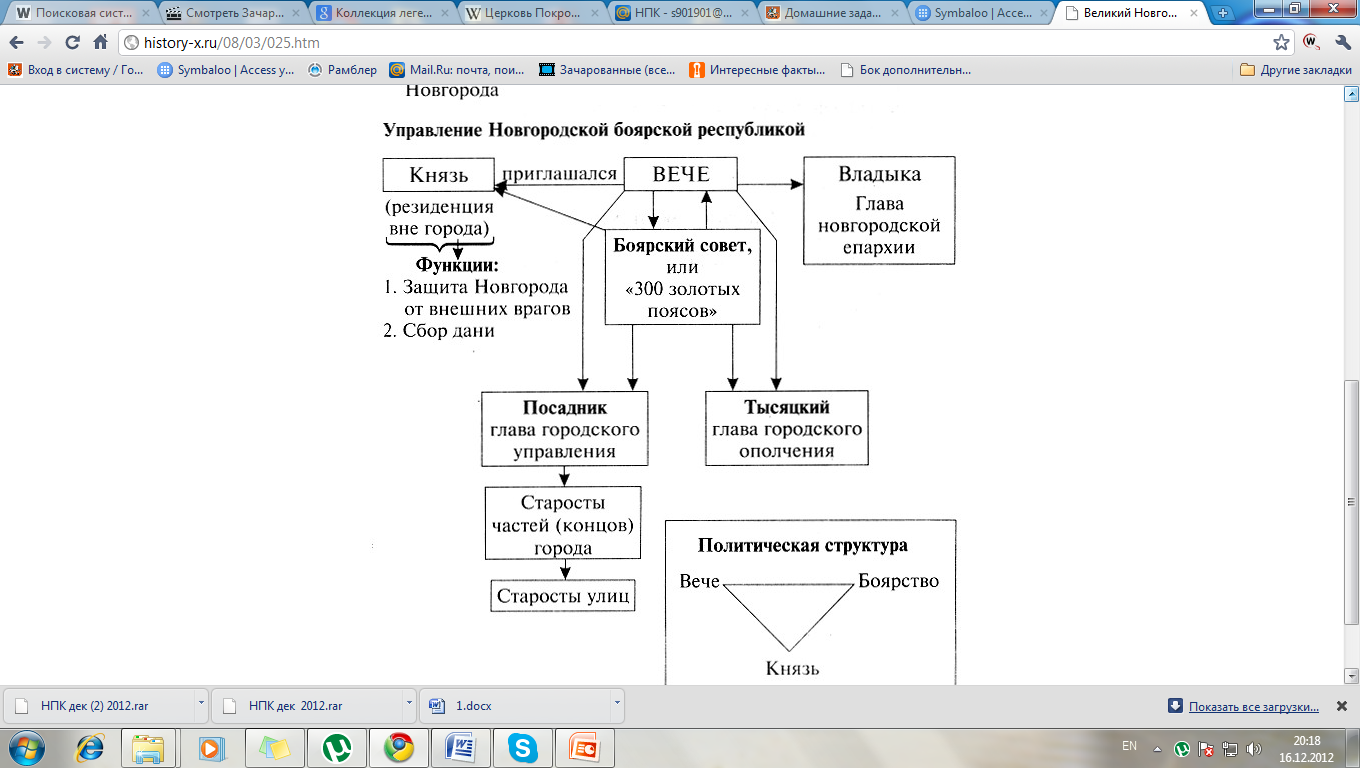 Поисковая сист...
Смотреть Зачар...
Коллекция леге...
Церковь Покро...
НПК - s901901@...
Домашние зада...
Symbaloo | Acce...
Великий Новго...
history-x.ru/08/03/025.htm
Вход в систему / Го...
Symbaloo | Access y...
Рамблер
Mail.Ru: почта, пои...
Зачарованные (все...
Интересные факты...
Бок дополнительн...
Другие закладки
Новгорода
Управление Новгородской боярской республикой
Князь
приглашался
ВЕЧЕ
Владыка
Глава
новгородской
епархии
(резиденция
вне города)
Функции:
1. Защита Новгорода
от внешних врагов
2. Сбор дани
Боярский совет,
или
«300 золотых
поясов»
Посадник
глава городского
управления
Тысяцкий
глава городского
ополчения
Старосты
частей (концов)
города
Старосты улиц
Политическая структура
Вече
Боярство
Князь
НПК дек (2) 2012.rar
НПК дек 2012.rar
1.docx
Показать все загрузки...
EN
20:18
16.12.2012